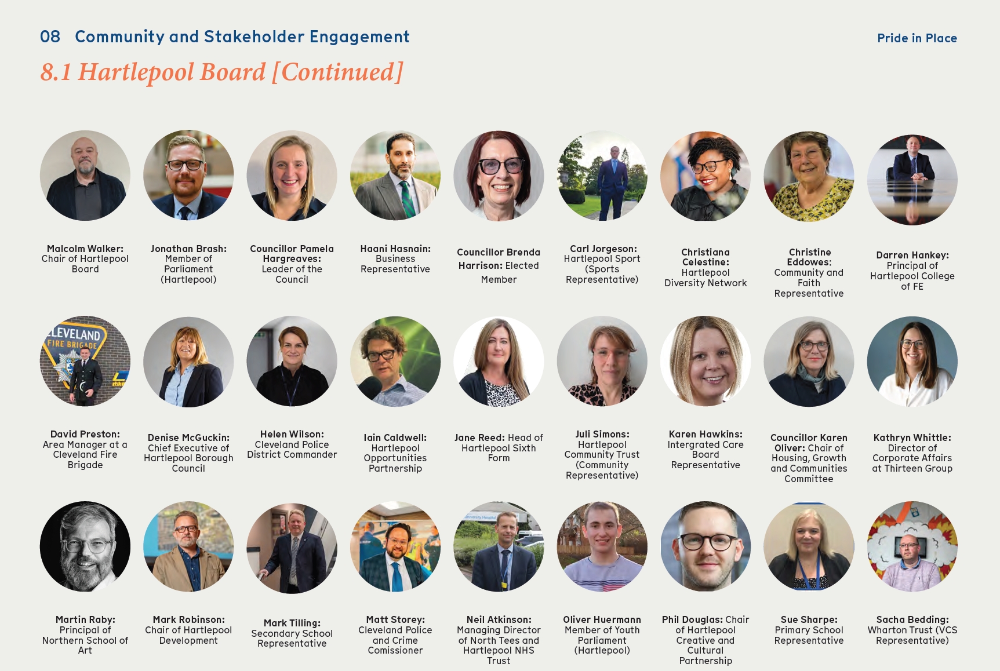 08 Community and Stakeholder Engagement
Pride in Place
8.1 Hartlepool Board [Continued]
Malcolm Walker:
Chair of Hartlepool
Board
Jonathan Brash:
Member of
Parliament
(Hartlepool)
Councillor Pamela
Hargreaves:
Leader of the
Council
Haani Hasnain:
Business
Representative
Councillor Brenda
Harrison: Elected
Member
Carl Jorgeson:
Hartlepool Sport
(Sports
Representative)
Christiana
Celestine:
Hartlepool
Diversity Network
Christine
Eddowes:
Community and
Faith
Representative
Darren Hankey:
Principal of
Hartlepool College
of FE
CLEVELAND
FIRE BRIGADE
David Preston:
Area Manager at a
Cleveland Fire
Brigade
Denise McGuckin:
Chief Executive of
Hartlepool Borough
Council
Helen Wilson:
Cleveland Police
District Commander
Iain Caldwell:
Hartlepool
Opportunities
Partnership
Jane Reed: Head of
Hartlepool Sixth
Form
Juli Simons:
Hartlepool
Community Trust
(Community
Representative)
Karen Hawkins:
Intergrated Care
Board
Representative
Councillor Karen
Oliver: Chair of
Housing, Growth
and Communities
Committee
Kathryn Whittle:
Director of
Corporate Affairs
at Thirteen Group
University Hospital
Martin Raby:
Principal of
Northern School of
Art
Mark Robinson:
Chair of Hartlepool
Development
Mark Tilling:
Secondary School
Representative
Matt Storey:
Cleveland Police
and Crime
Comissioner
Neil Atkinson:
Managing Director
of North Tees and
Hartlepool NHS
Trust
Oliver Huermann
Member of Youth
Parliament
(Hartlepool)
Phil Douglas: Chair
of Hartlepool
Creative and
Cultural
Partnership
Sue Sharpe:
Primary School
Representative
Sacha Bedding:
Wharton Trust (VCS
Representative)